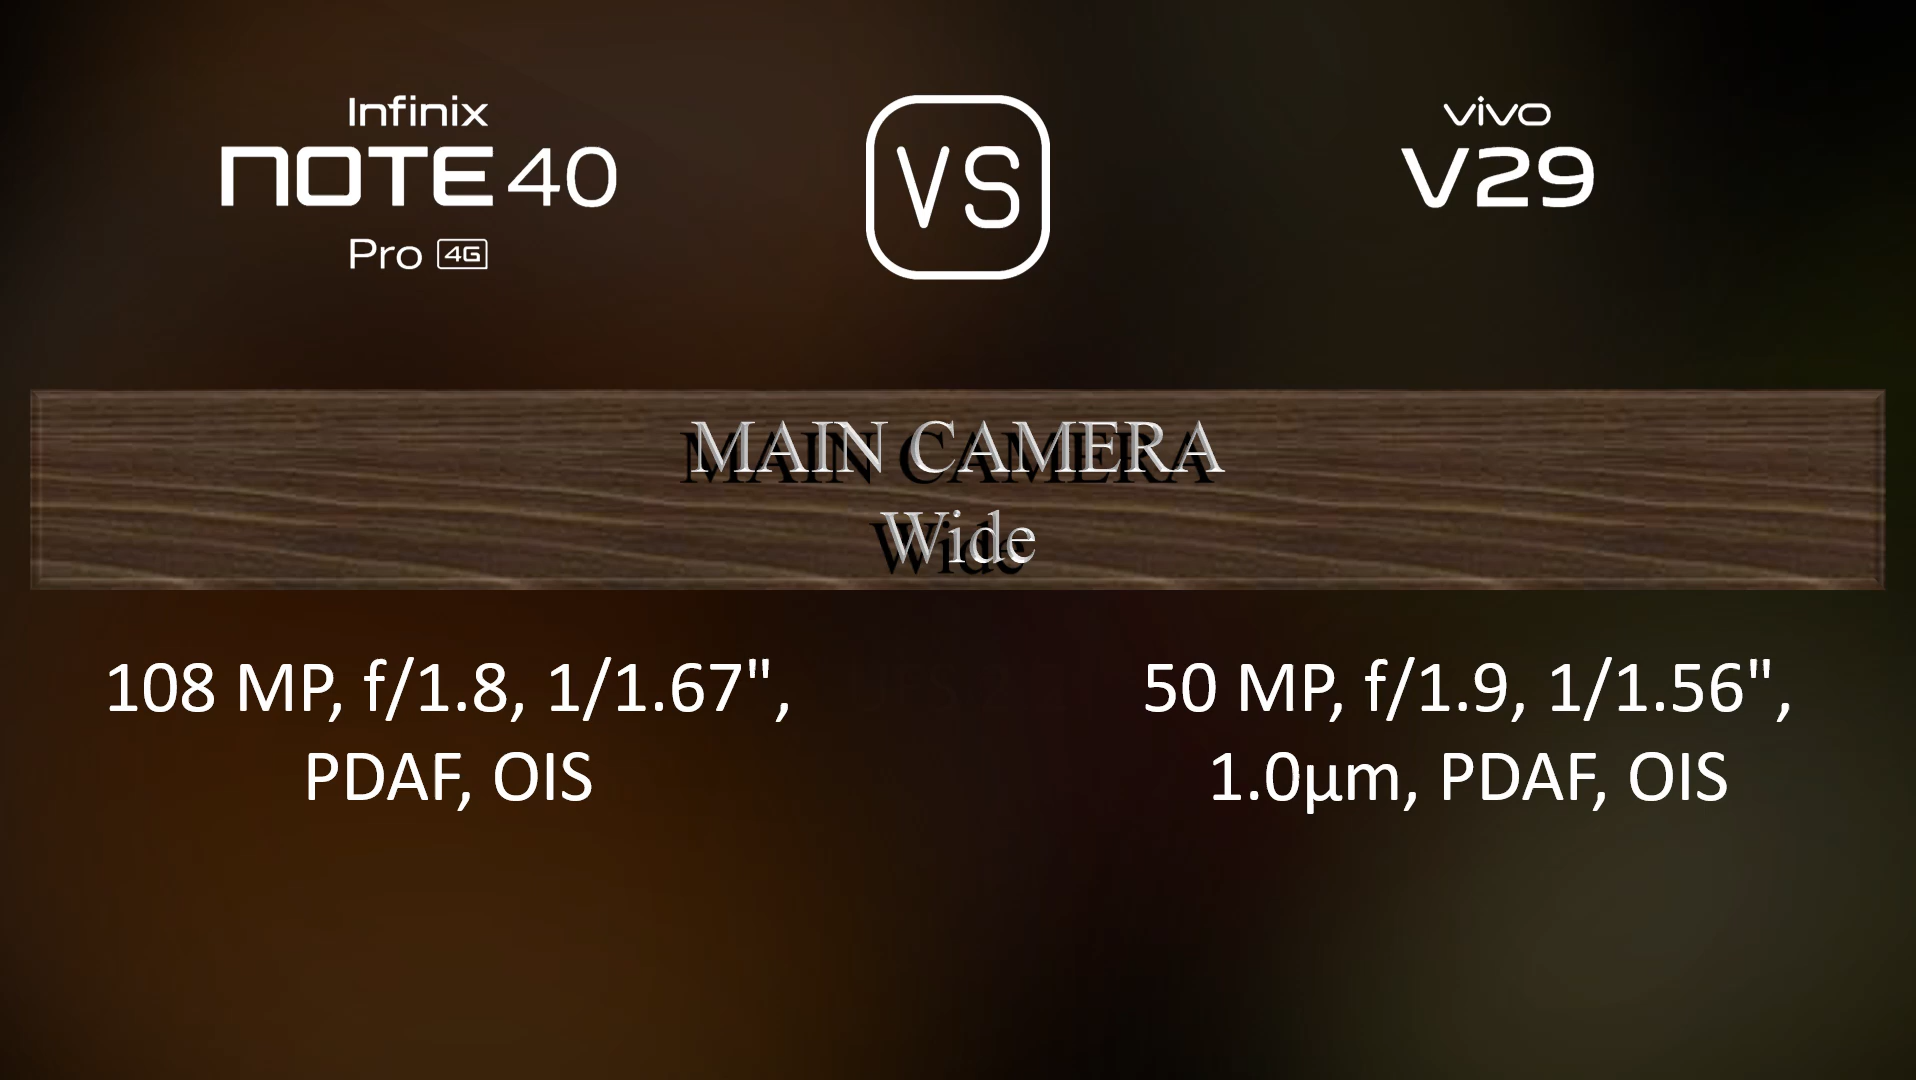 Infinix
NOTE 40
Pro 4G
VS
vivo
V29
MAIN CAMERA
Wide
108 MP, f/1.8, 1/1.67",
PDAF, OIS
50 MP, f/1.9, 1/1.56",
1.0µm, PDAF, OIS